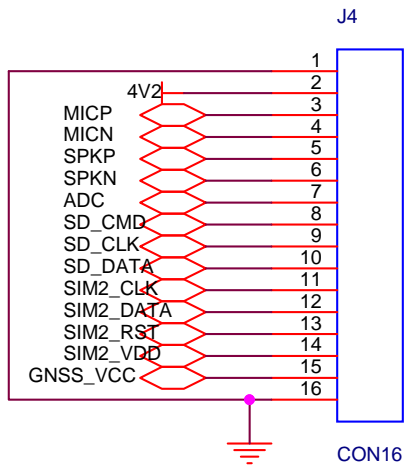 J4
1
4V2 2
MICP 3
MICN 4
SPKP 5
SPKN 6
ADC 7
SD_CMD 8
SD_CLK 9
SD_DATA 10
SIM2_CLK 11
SIM2_DATA 12
SIM2_RST 13
SIM2_VDD 14
GNSS_VCC 15
16
CON16